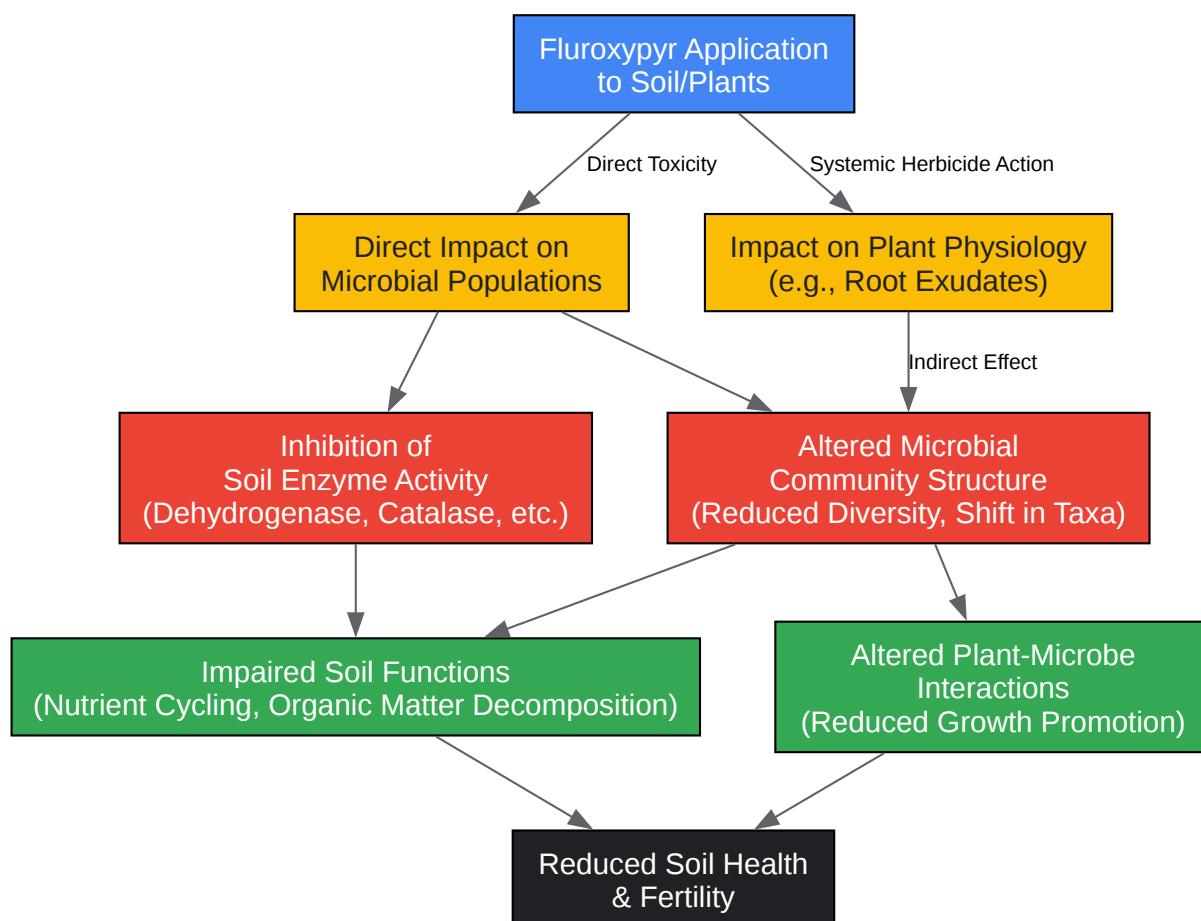 Fluroxypyr Application
to Soil/Plants
Direct Toxicity
Systemic Herbicide Action
Direct Impact on
Microbial Populations
Impact on Plant Physiology
(e.g., Root Exudates)
Indirect Effect
Inhibition of
Soil Enzyme Activity
(Dehydrogenase, Catalase, etc.)
Altered Microbial
Community Structure
(Reduced Diversity, Shift in Taxa)
Impaired Soil Functions
(Nutrient Cycling, Organic Matter Decomposition)
Altered Plant-Microbe
Interactions
(Reduced Growth Promotion)
Reduced Soil Health
& Fertility